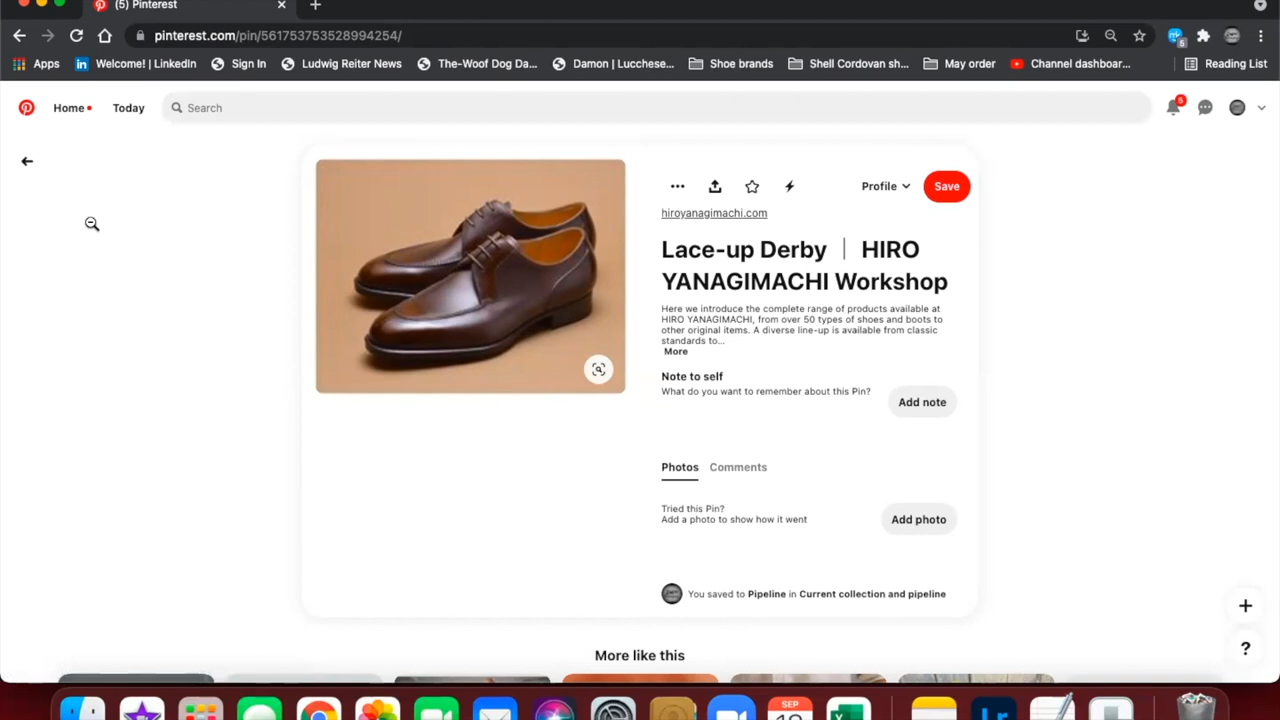 (5) Pinterest
pinterest.com/pin/561753753528994254/
5
Apps
Welcome! | LinkedIn
Sign In
Ludwig Reiter News
The-Woof Dog Da...
Damon | Lucchese...
Shoe brands
Shell Cordovan sh...
May order
Channel dashboar...
Reading List
Home
Today
Search
5
Profile
Save
hiroyanagimachi.com
Lace-up Derby | HIRO
YANAGIMACHI Workshop
Here we introduce the complete range of products available at
HIRO YANAGIMACHI, from over 50 types of shoes and boots to
other original items. A diverse line-up is available from classic
standards to...
More
Note to self
What do you want to remember about this Pin?
Add note
Photos
Comments
Tried this Pin?
Add a photo to show how it went
Add photo
You saved to Pipeline in Current collection and pipeline
More like this
SEP
Lr